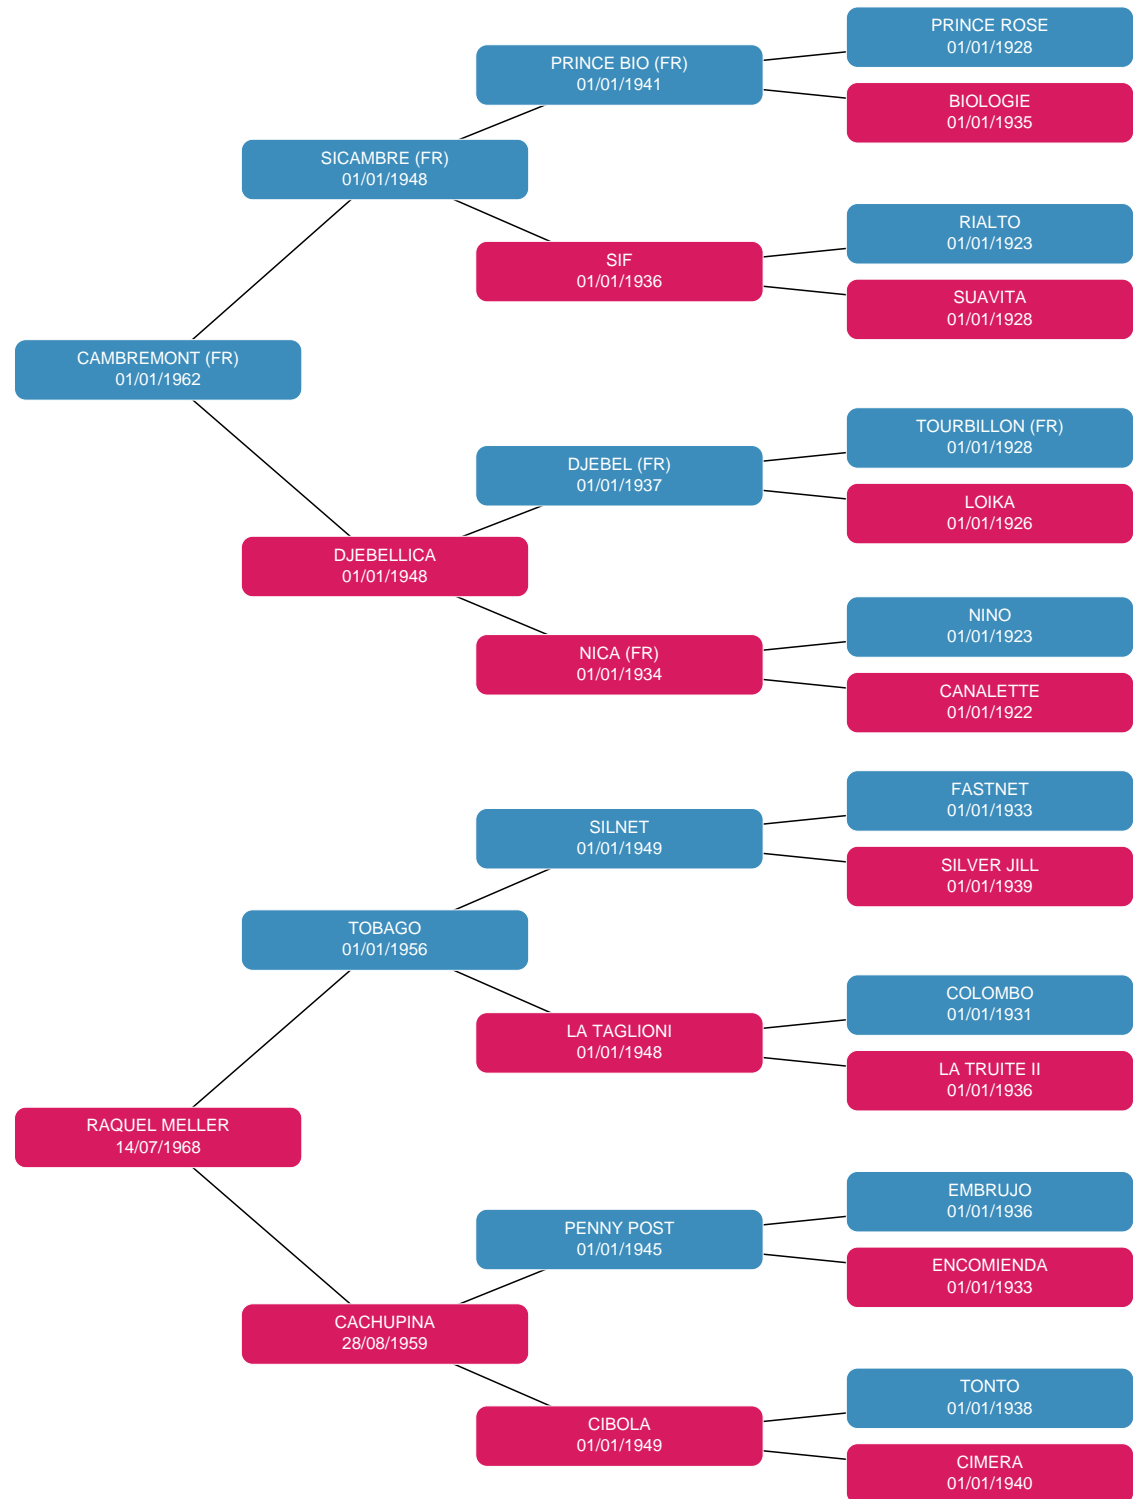 PRINCE ROSE
01/01/1928
PRINCE BIO (FR)
01/01/1941
BIOLOGIE
01/01/1935
SICAMBRE (FR)
01/01/1948
RIALTO
01/01/1923
SIF
01/01/1936
SUAVITA
01/01/1928
CAMBREMONT (FR)
01/01/1962
TOURBILLON (FR)
01/01/1928
DJEBEL (FR)
01/01/1937
LOIKA
01/01/1926
DJEBELLICA
01/01/1948
NINO
01/01/1923
NICA (FR)
01/01/1934
CANALETTE
01/01/1922
FASTNET
01/01/1933
SILNET
01/01/1949
SILVER JILL
01/01/1939
TOBAGO
01/01/1956
COLOMBO
01/01/1931
LA TAGLIONI
01/01/1948
LA TRUITE II
01/01/1936
RAQUEL MELLER
14/07/1968
EMBRUJO
01/01/1936
PENNY POST
01/01/1945
ENCOMIENDA
01/01/1933
CACHUPINA
28/08/1959
TONTO
01/01/1938
CIBOLA
01/01/1949
CIMERA
01/01/1940